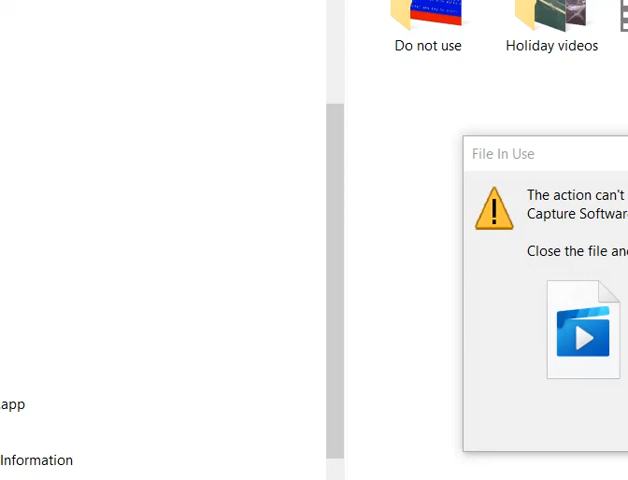 Do not use
Holiday videos
File In Use
The action can't
Capture Softwar
Close the file an
.app
Information